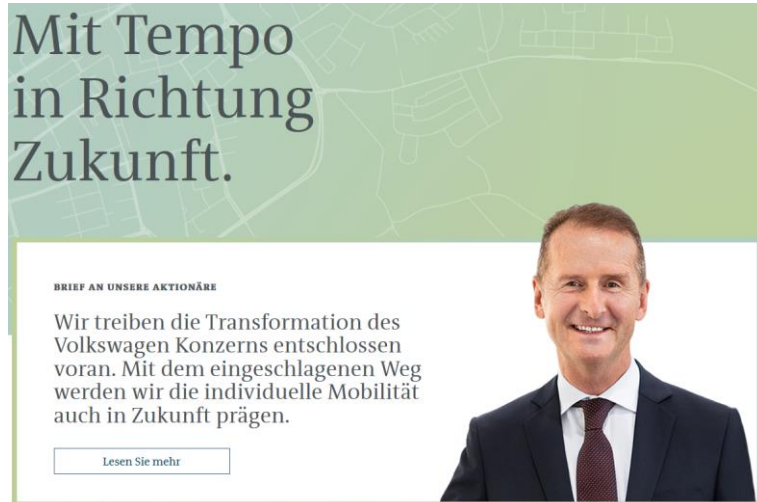 Mit Tempo
in Richtung
Zukunft.
BRIEF AN UNSERE AKTIONÄRE
Wir treiben die Transformation des
Volkswagen Konzerns entschlossen
voran. Mit dem eingeschlagenen Weg
werden wir die individuelle Mobilität
auch in Zukunft prägen.
Lesen Sie mehr